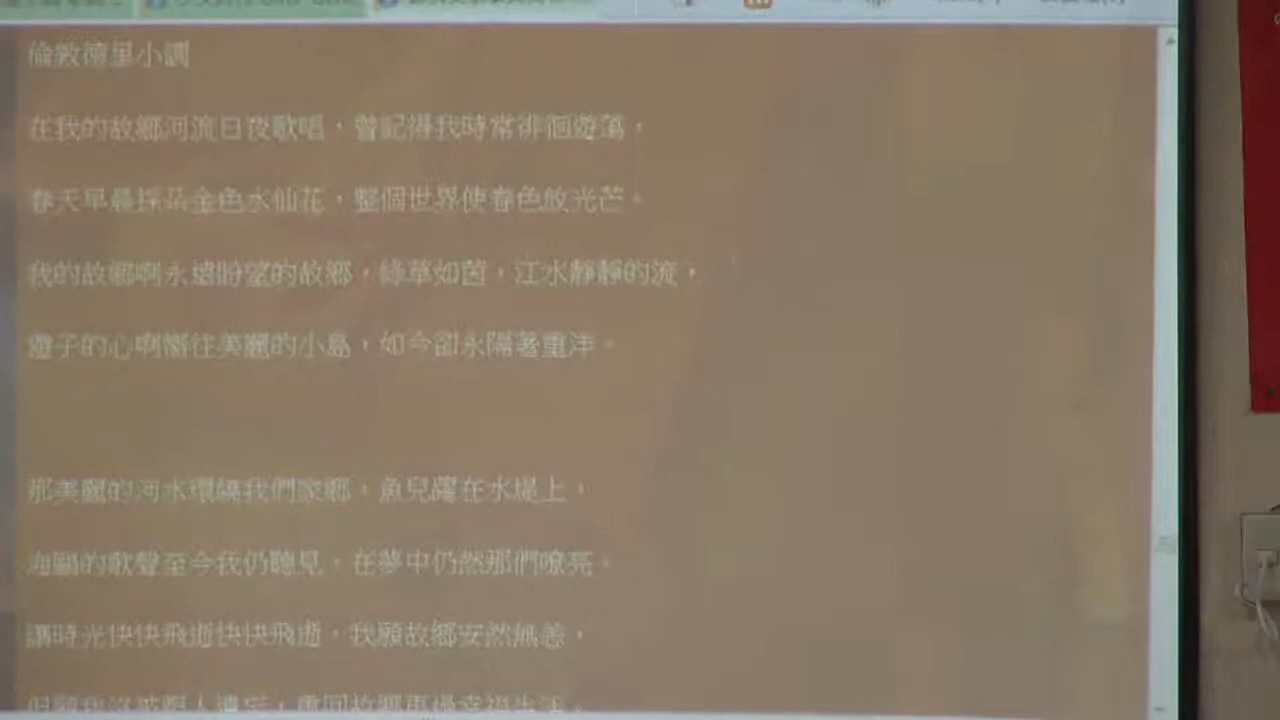 倫敦德里小調
在我的故鄉河流日夜歌唱，曾記得我時常徘徊遊蕩，
春天早晨採朵金色水仙花，整個世界使春色放光芒。
我的故鄉啊永遠盼望的故鄉，綠草如茵，江水靜靜的流，
遊子的心啊嚮往美麗的小島，如今卻永隔著重洋。
那美麗的河水環繞我們家鄉，魚兒躍在水堤上，
海鷗的歌聲至今我仍聽見，在夢中仍然那們嘹亮。
讓時光快快飛逝快快飛逝，我願故鄉安然無恙，